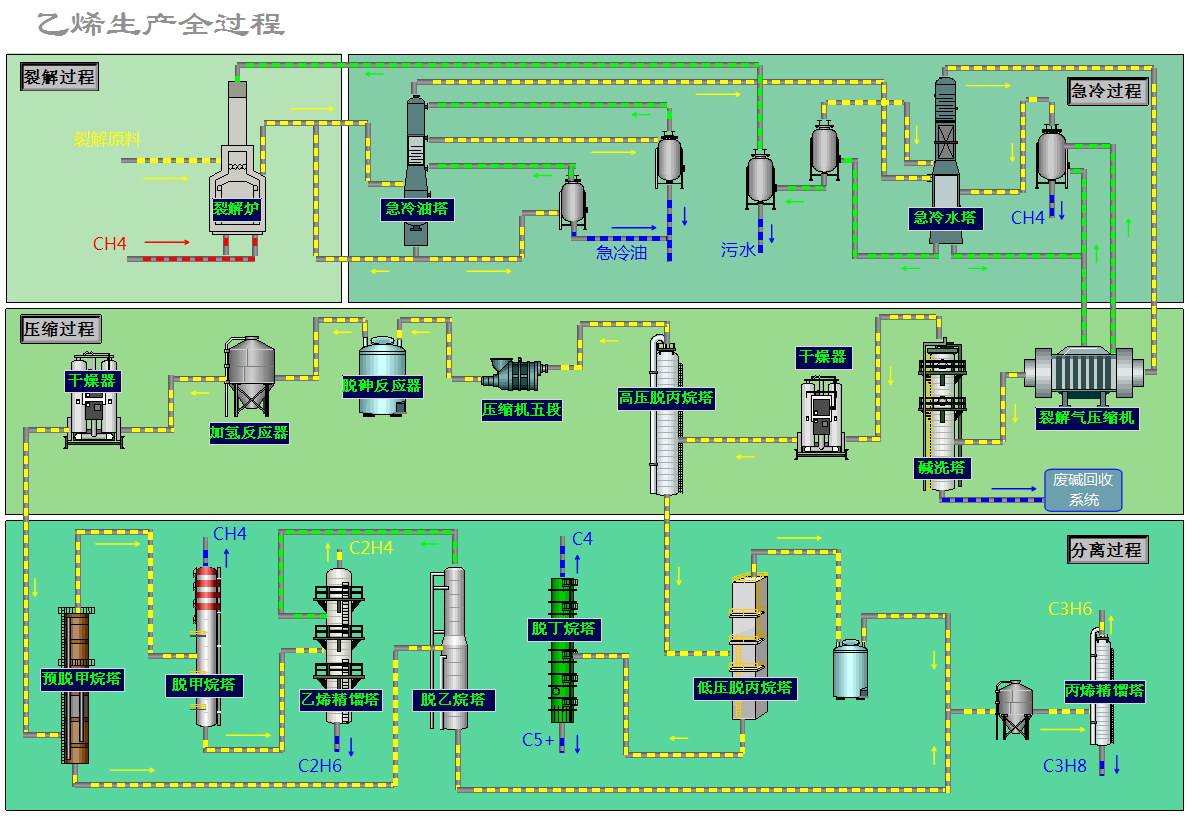 乙烯生产全过程
裂解过程
急冷过程
裂解原料
裂解炉
急冷油塔
急冷水塔
CH4
CH4
急冷油
污水
压缩过程
干燥器
干燥器
脱砷反应器
高压脱丙烷塔
压缩机五段
裂解气压缩机
加氢反应器
碱洗塔
废碱回收
系统
分离过程
CH4
C2H4
C4
C3H6
脱丁烷塔
预脱甲烷塔
脱甲烷塔
乙烯精馏塔
脱乙烷塔
低压脱丙烷塔
丙烯精馏塔
C5+
C2H6
C3H8